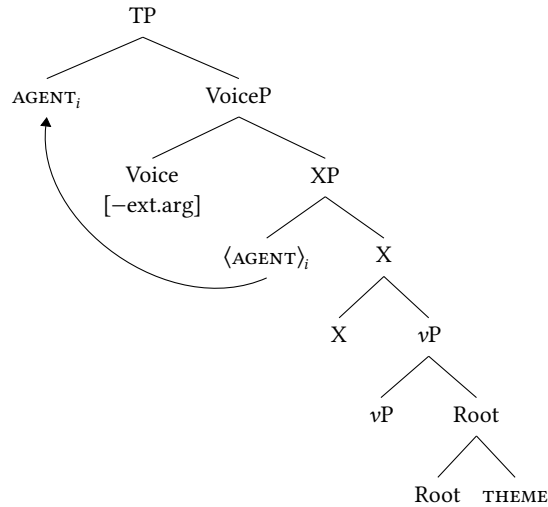 TP
AGENTᵢ VoiceP
Voice XP
[−ext.arg]
⟨AGENT⟩ᵢ X
X vP
vP Root
Root THEME